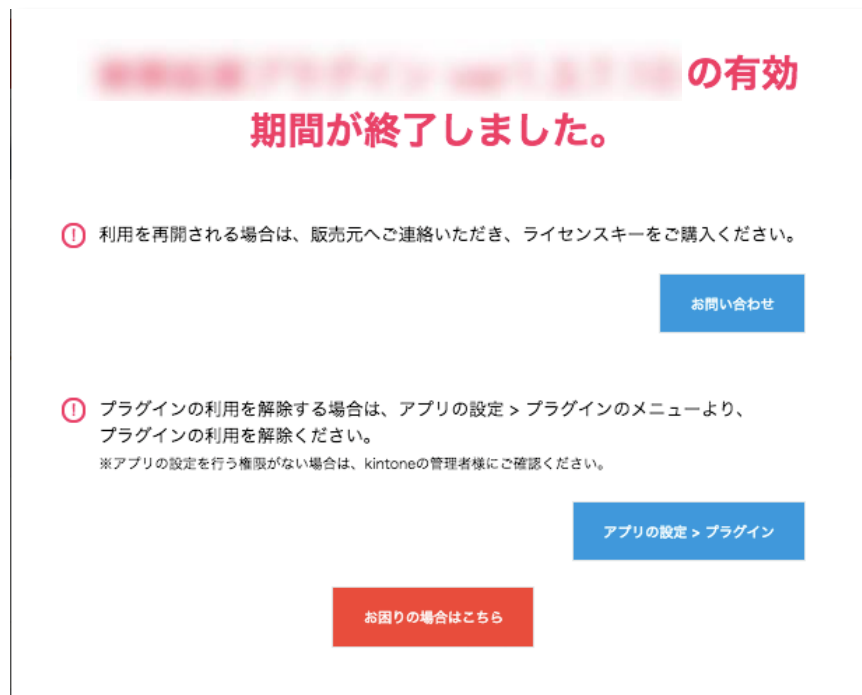 の有効
期間が終了しました。
利用を再開される場合は、販売元へご連絡いただき、ライセンスキーをご購入ください。
お問い合わせ
プラグインの利用を解除する場合は、アプリの設定 > プラグインのメニューより、
プラグインの利用を解除ください。
※アプリの設定を行う権限がない場合は、kintoneの管理者様にご確認ください。
アプリの設定 > プラグイン
お困りの場合はこちら